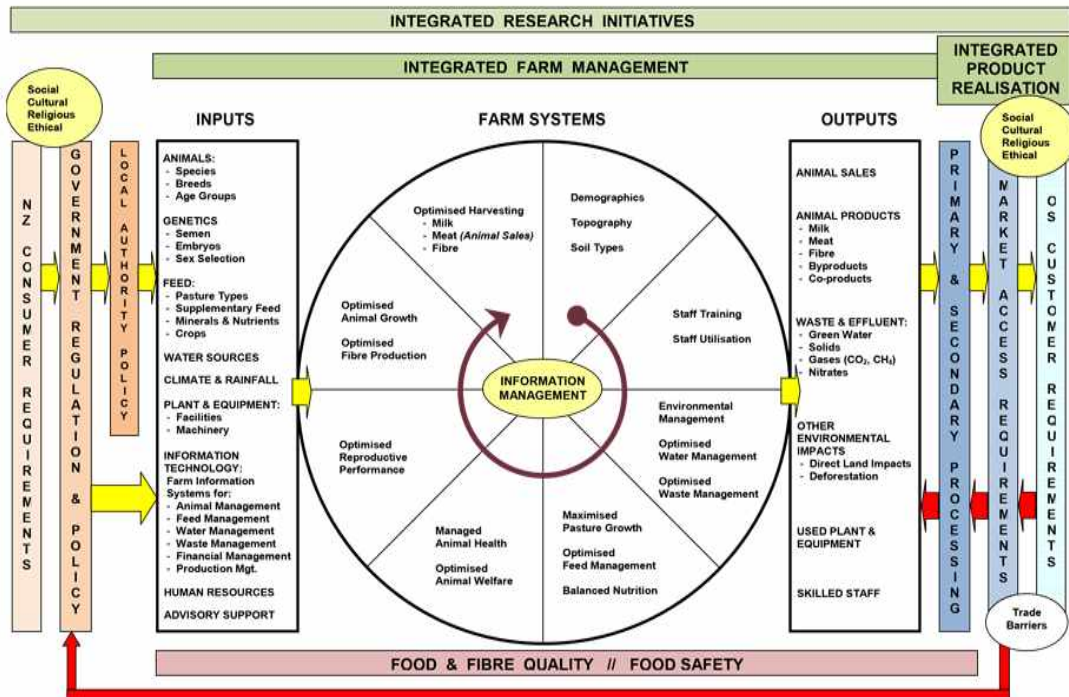 INTEGRATED RESEARCH INITIATIVES
INTEGRATED FARM MANAGEMENT
INTEGRATED
PRODUCT
REALISATION
Social
Cultural
Religious
Ethical
NZ CONSUMER REQUIREMENTS
GOVERNMENT REGULATION & POLICY
LOCAL AUTHORITY POLICY
INPUTS
ANIMALS:
- Species
- Breeds
- Age Groups
GENETICS
- Semen
- Embryos
- Sex Selection
FEED:
- Pasture Types
- Supplementary Feed
- Minerals & Nutrients
- Crops
WATER SOURCES
CLIMATE & RAINFALL
PLANT & EQUIPMENT:
- Facilities
- Machinery
INFORMATION
TECHNOLOGY:
Farm Information
Systems for:
- Animal Management
- Feed Management
- Water Management
- Waste Management
- Financial Management
- Production Mgt.
HUMAN RESOURCES
ADVISORY SUPPORT
FARM SYSTEMS
Optimised Harvesting
- Milk
- Meat (Animal Sales)
- Fibre
Demographics
Topography
Soil Types
Optimised
Animal Growth
Optimised
Fibre Production
Staff Training
Staff Utilisation
INFORMATION
MANAGEMENT
Optimised
Reproductive
Performance
Environmental
Management
Optimised
Water Management
Optimised
Waste Management
Managed
Animal Health
Optimised
Animal Welfare
Maximised
Pasture Growth
Optimised
Feed Management
Balanced Nutrition
OUTPUTS
ANIMAL SALES
ANIMAL PRODUCTS
- Milk
- Meat
- Fibre
- Byproducts
- Co-products
WASTE & EFFLUENT:
- Green Water
- Solids
- Gases (CO₂, CH₄)
- Nitrates
OTHER
ENVIRONMENTAL
IMPACTS
- Direct Land Impacts
- Deforestation
USED PLANT &
EQUIPMENT
SKILLED STAFF
PRIMARY & SECONDARY PROCESSING
Social
Cultural
Religious
Ethical
MARKET ACCESS REQUIREMENTS
OS CUSTOMER REQUIREMENTS
Trade
Barriers
FOOD & FIBRE QUALITY // FOOD SAFETY